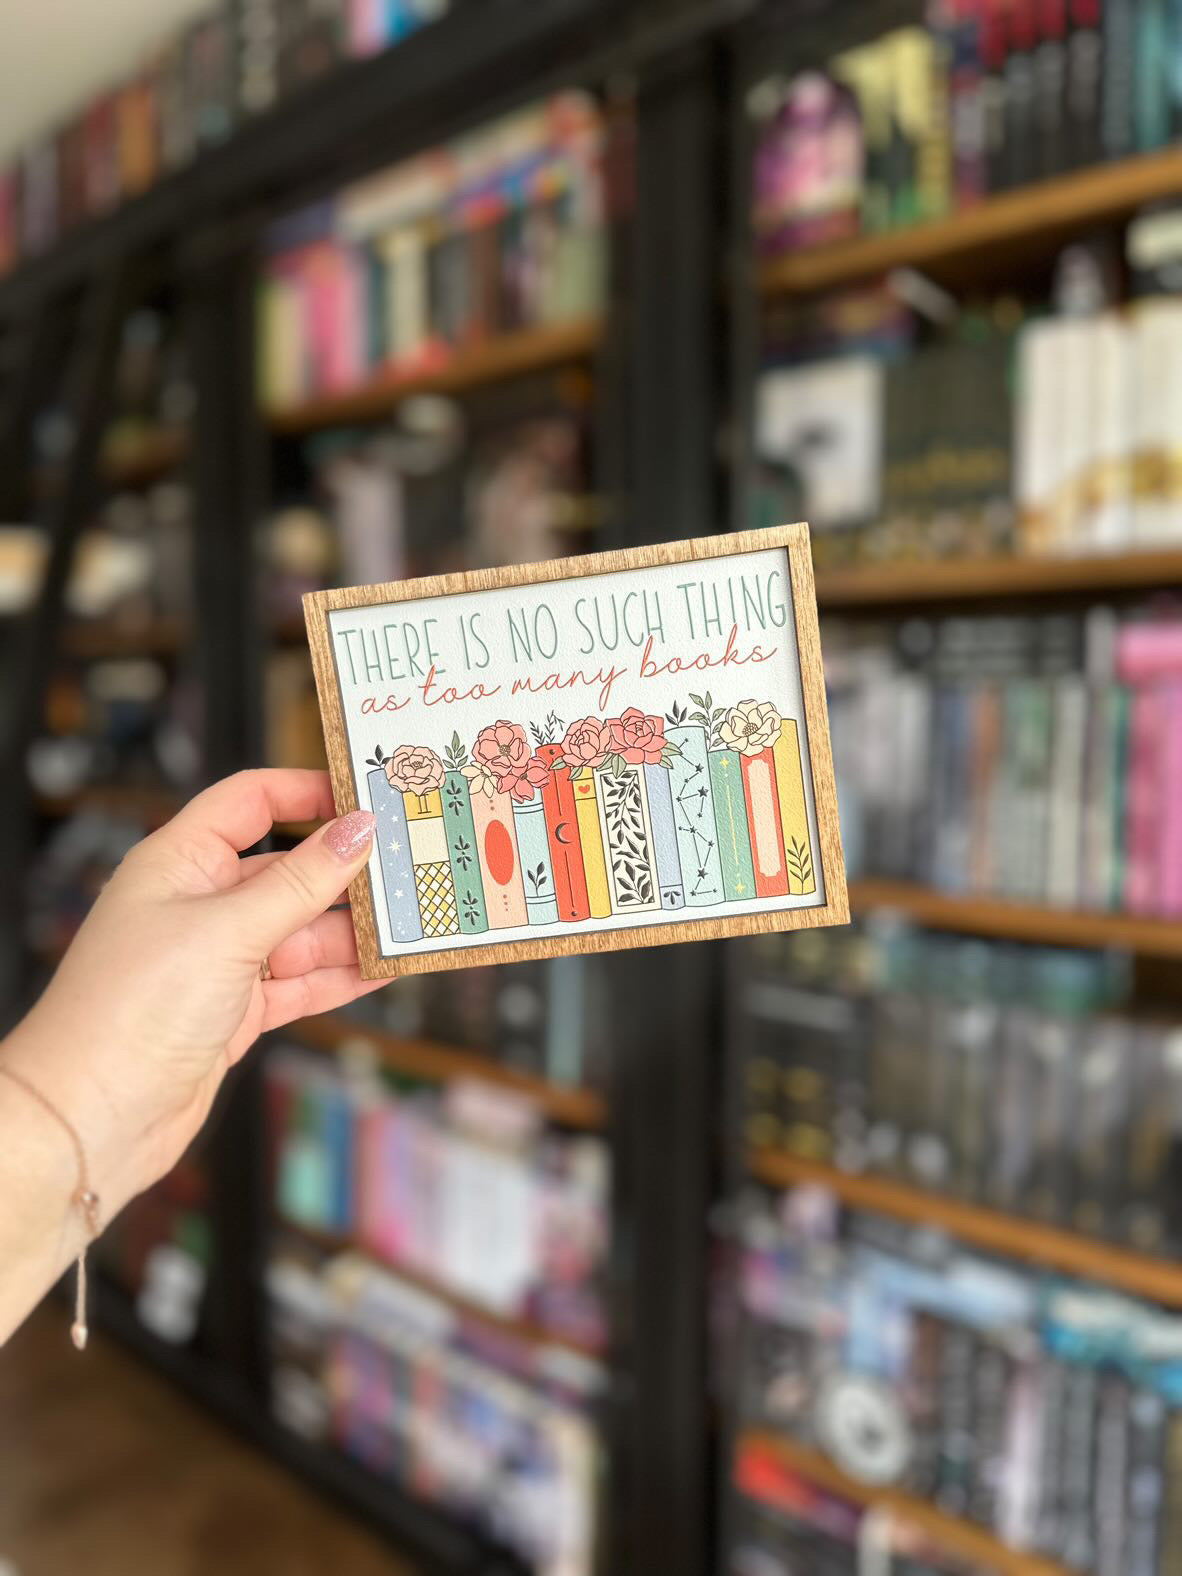 THERE IS NO SUCH THING
as too many books